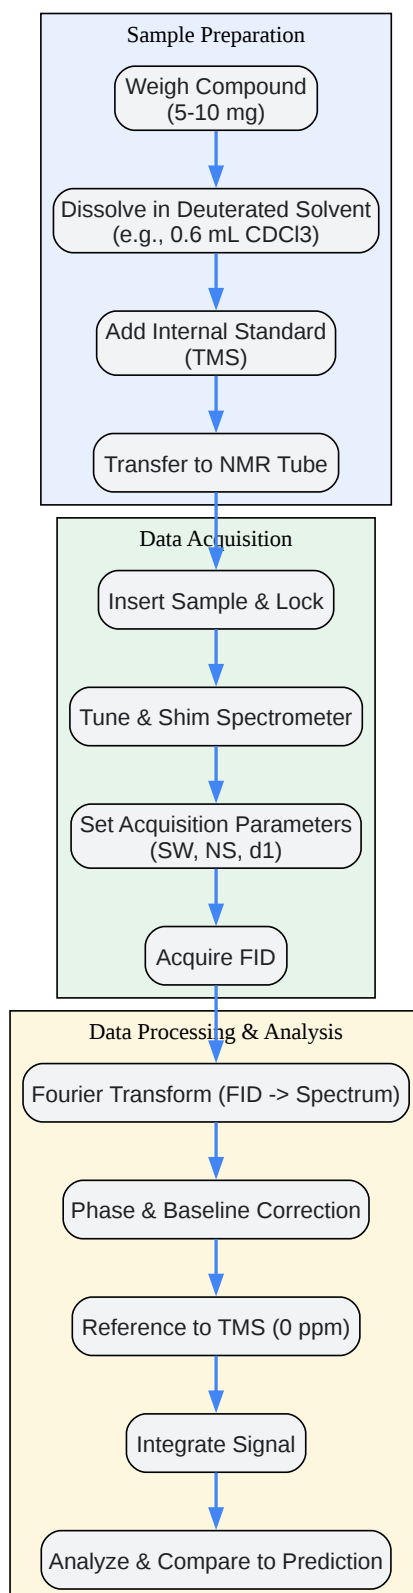 Sample Preparation
Weigh Compound
(5-10 mg)
Dissolve in Deuterated Solvent
(e.g., 0.6 mL CDCl3)
Add Internal Standard
(TMS)
Transfer to NMR Tube
Data Acquisition
Insert Sample & Lock
Tune & Shim Spectrometer
Set Acquisition Parameters
(SW, NS, d1)
Acquire FID
Data Processing & Analysis
Fourier Transform (FID -> Spectrum)
Phase & Baseline Correction
Reference to TMS (0 ppm)
Integrate Signal
Analyze & Compare to Prediction